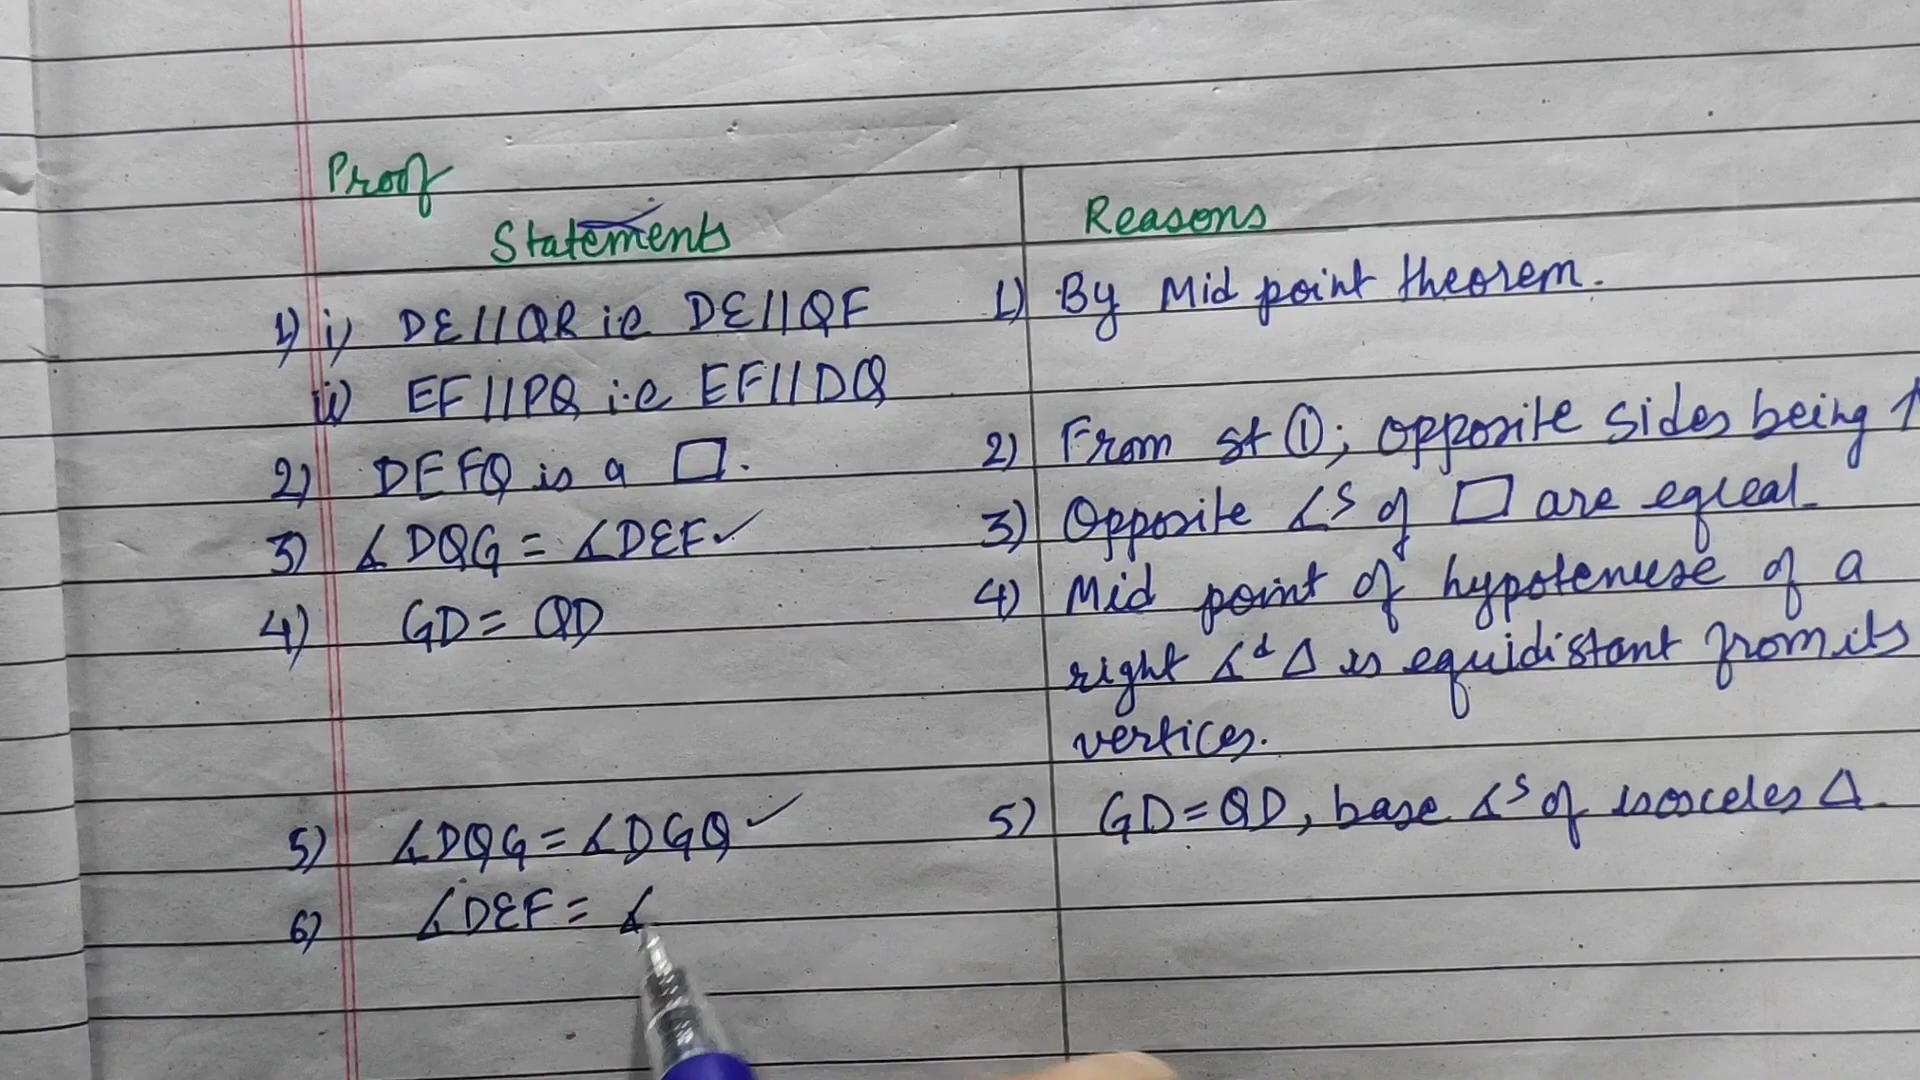 Proof
Statements
Reasons
1) i) DE//QR i.e DE//QF
1) By Mid point theorem.
ii) EF//PQ i.e EF//DQ
2) DEFQ is a ▱.
2) From st ①; opposite sides being
3) ∡DQG = ∡DEF ✓
3) Opposite ∡s of ▱ are equal
4) GD = QD
4) Mid point of hypotenuse of a
right ∡d Δ is equidistant from its
vertices.
5) ∡DQG = ∡DGQ ✓
5) GD = QD, base ∡s of isosceles Δ.
6) ∡DEF = ∡